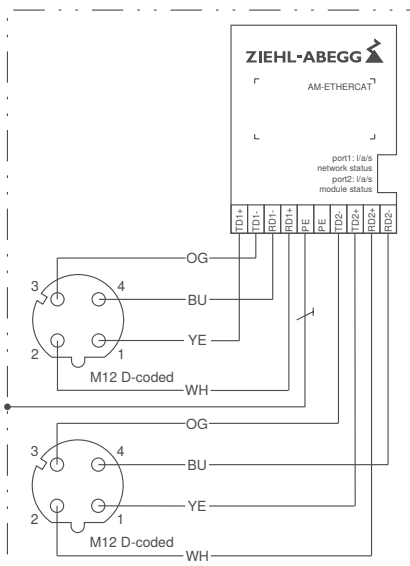 ZIEHL-ABEGG
AM-ETHERCAT
port1: l/a/s
network status
port2: l/a/s
module status
TD1+
TD1-
RD1-
RD1+
PE
PE
TD2-
TD2+
RD2+
RD2-
OG
3
4
BU
YE
2
1
M12 D-coded
WH
OG
3
4
BU
YE
2
1
M12 D-coded
WH